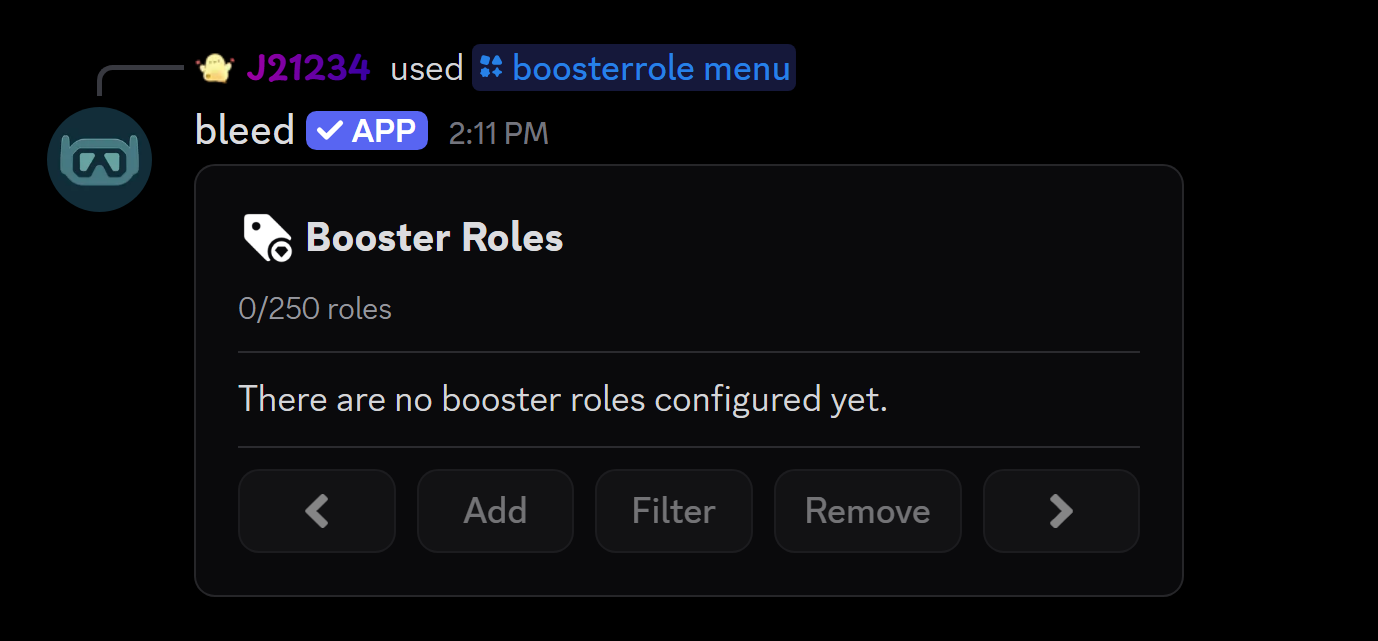 J21234 used boosterrole menu
bleed APP 2:11 PM
Booster Roles
0/250 roles
There are no booster roles configured yet.
Add Filter Remove